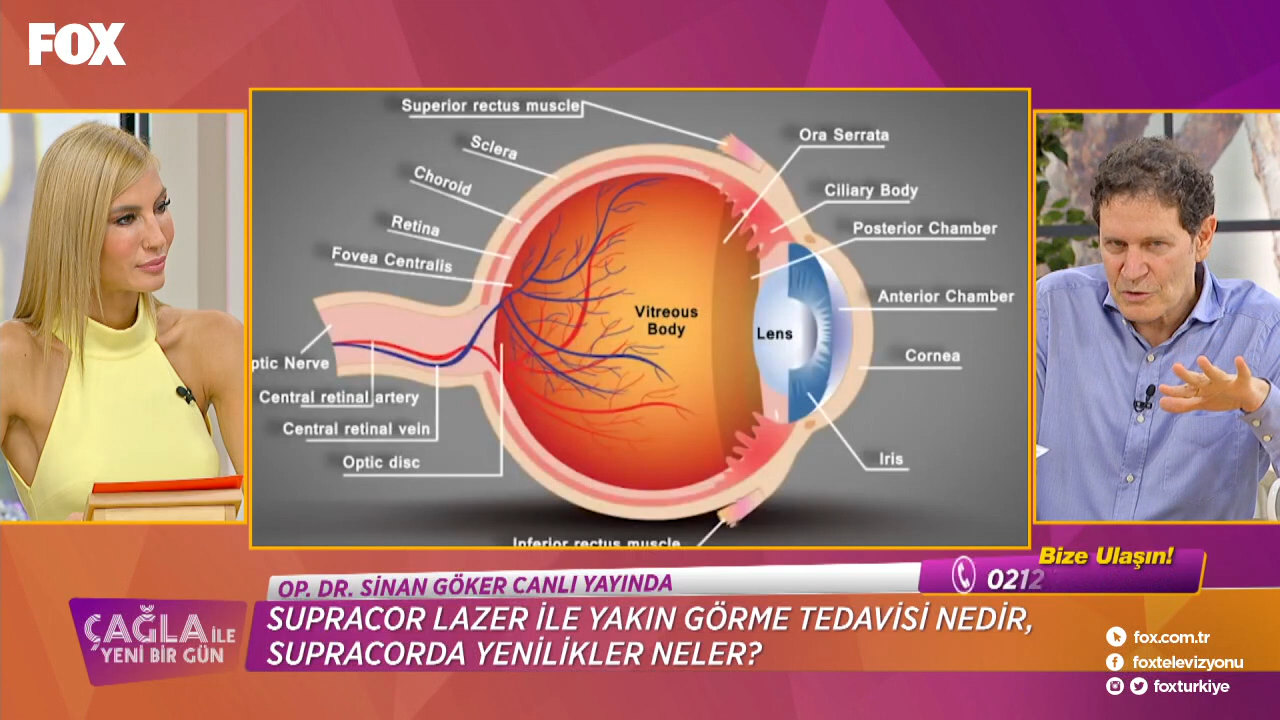 FOX
Superior rectus muscle
Sclera
Choroid
Retina
Fovea Centralis
ptic Nerve
Central retinal artery
Central retinal vein
Optic disc
Vitreous
Body
Lens
Ora Serrata
Ciliary Body
Posterior Chamber
Anterior Chamber
Cornea
Iris
Inferior rectus muscle
Bize Ulaşın!
0212
OP. DR. SİNAN GÖKER CANLI YAYINDA
SUPRACOR LAZER İLE YAKIN GÖRME TEDAVİSİ NEDİR,
SUPRACORDA YENİLİKLER NELER?
ÇAĞLA İLE
YENİ BİR GÜN
fox.com.tr
foxtelevizyonu
foxturkiye